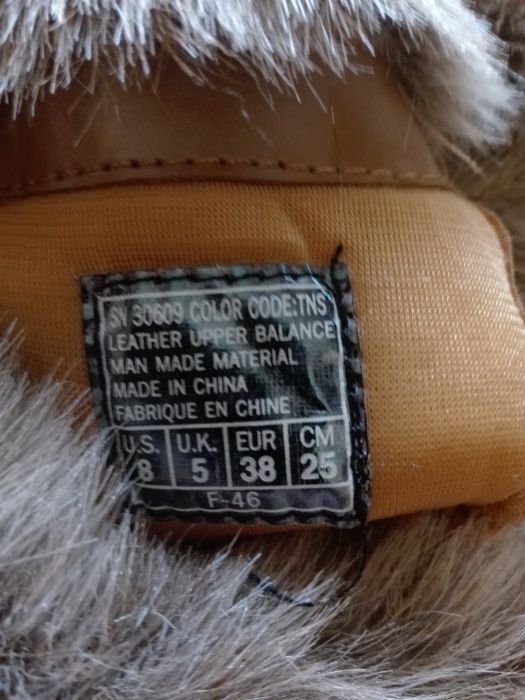 SN 30609 COLOR CODE:TNS
LEATHER UPPER BALANCE
MAN MADE MATERIAL
MADE IN CHINA
FABRIQUE EN CHINE
U.S. U.K. EUR CM
8 5 38 25
F-46